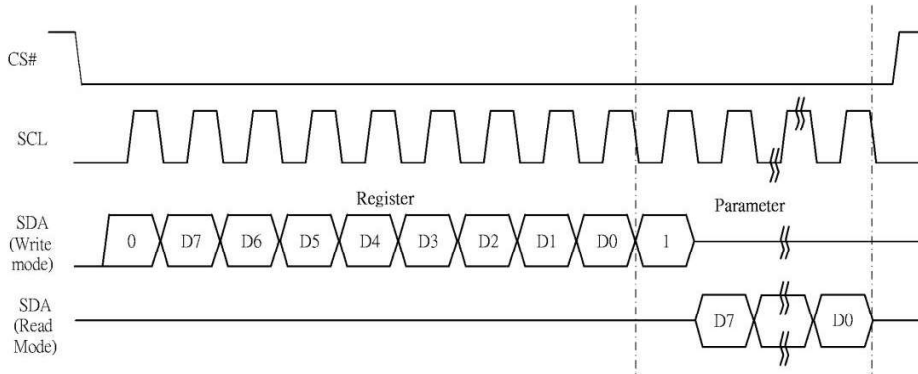 CS#
SCL
Register
Parameter
SDA
(Write
mode)
0 D7 D6 D5 D4 D3 D2 D1 D0 1
SDA
(Read
Mode)
D7 D0